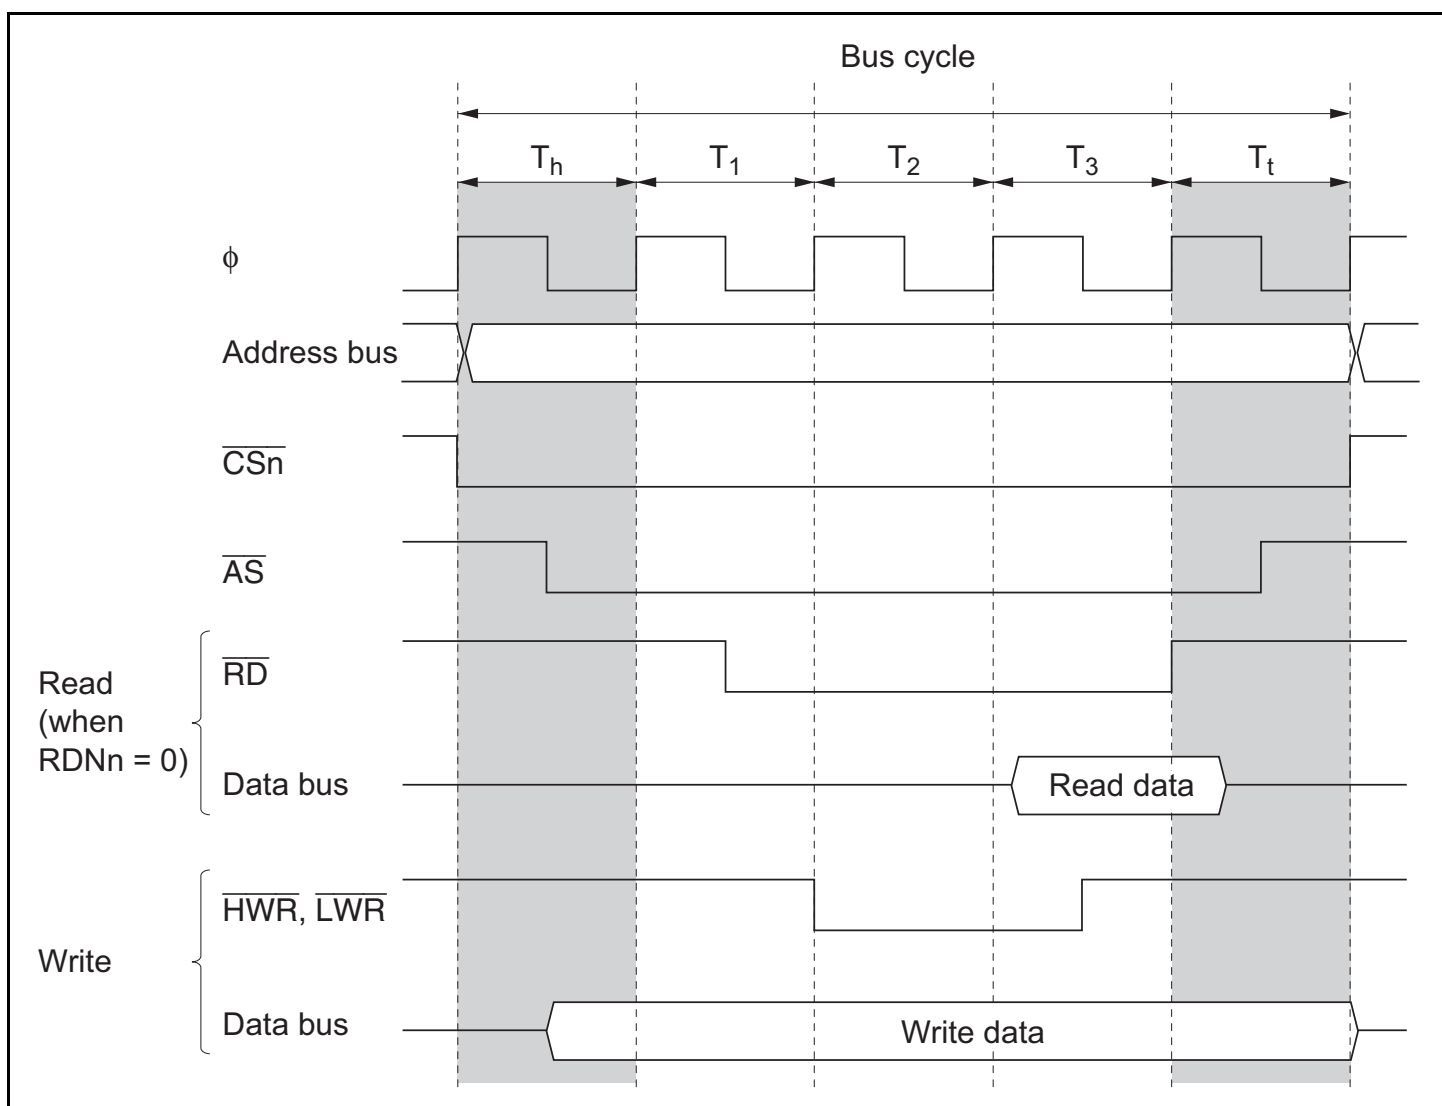 Bus cycle
Th T1 T2 T3 Tt
ϕ
Address bus
CSn
AS
RD
Read
(when
RDNn = 0)
Data bus
Read data
HWR, LWR
Write
Data bus
Write data